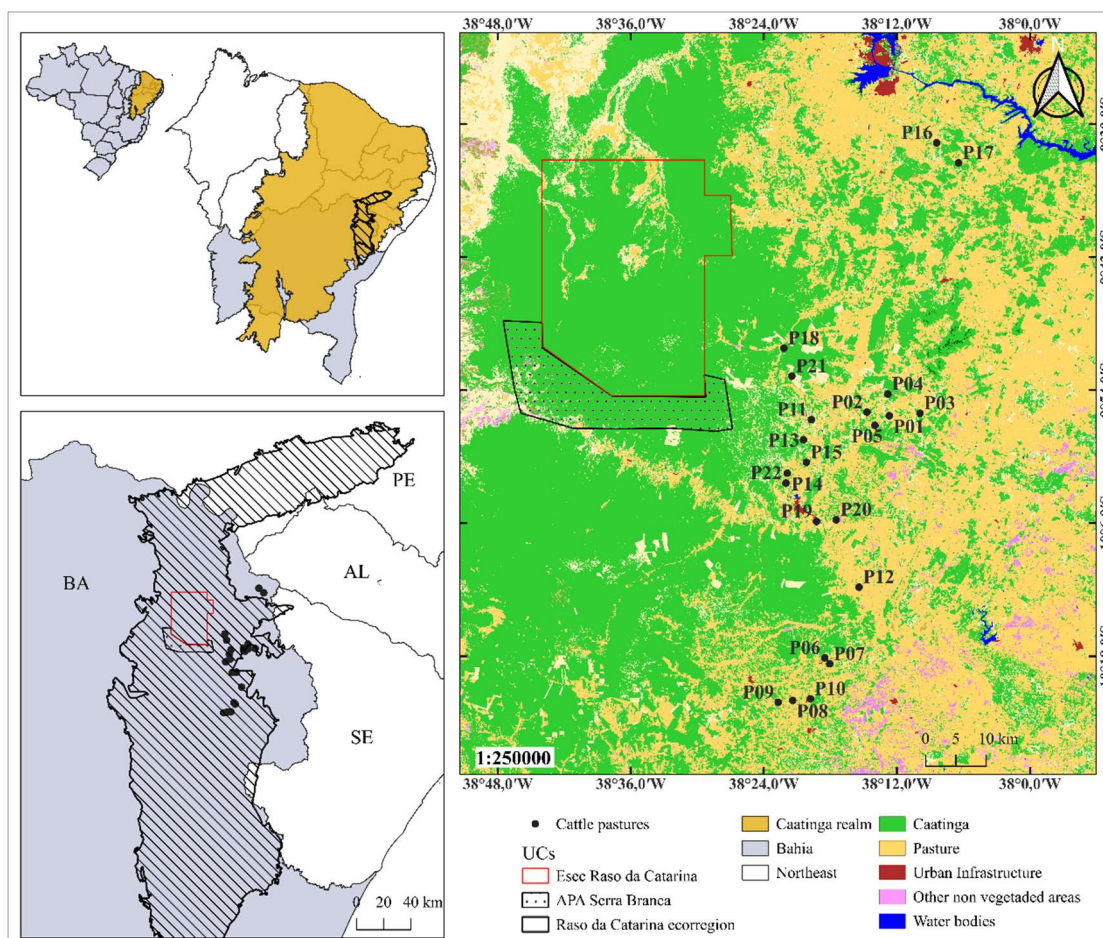 38°48,0'W 38°36,0'W 38°24,0'W 38°12,0'W 38°0,0'W
N
P16
P17
P18
P21
P04
P02
P03
P11
P01
P05
P13
P15
P22
P14
P19
P20
P12
P06
P07
P09
P10
P08
0 5 10 km
1:250000
38°48,0'W 38°36,0'W 38°24,0'W 38°12,0'W 38°0,0'W
PE
AL
BA
SE
0 20 40 km
Cattle pastures
UCs
Esec Raso da Catarina
APA Serra Branca
Raso da Catarina ecorregion
Caatinga realm
Bahia
Northeast
Caatinga
Pasture
Urban Infrastructure
Other non vegetaded areas
Water bodies